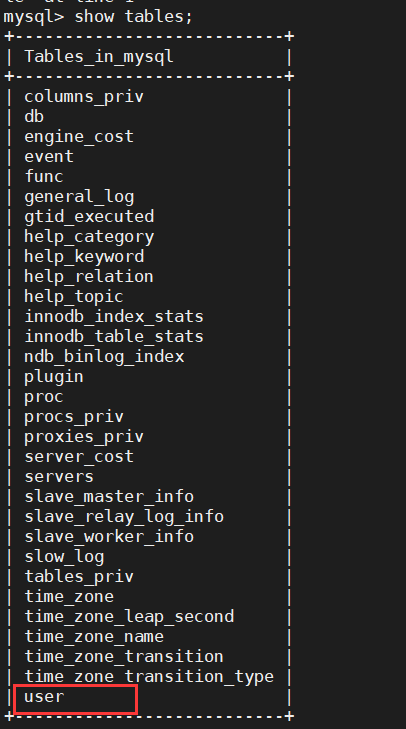 mysql> show tables;
+---------------------------+
| Tables_in_mysql           |
+---------------------------+
| columns_priv              |
| db                        |
| engine_cost               |
| event                     |
| func                      |
| general_log               |
| gtid_executed             |
| help_category             |
| help_keyword              |
| help_relation             |
| help_topic                |
| innodb_index_stats        |
| innodb_table_stats        |
| ndb_binlog_index          |
| plugin                    |
| proc                      |
| procs_priv                |
| proxies_priv              |
| server_cost               |
| servers                   |
| slave_master_info         |
| slave_relay_log_info      |
| slave_worker_info         |
| slow_log                  |
| tables_priv               |
| time_zone                 |
| time_zone_leap_second     |
| time_zone_name            |
| time_zone_transition      |
| time_zone_transition_type |
| user                      |
+---------------------------+